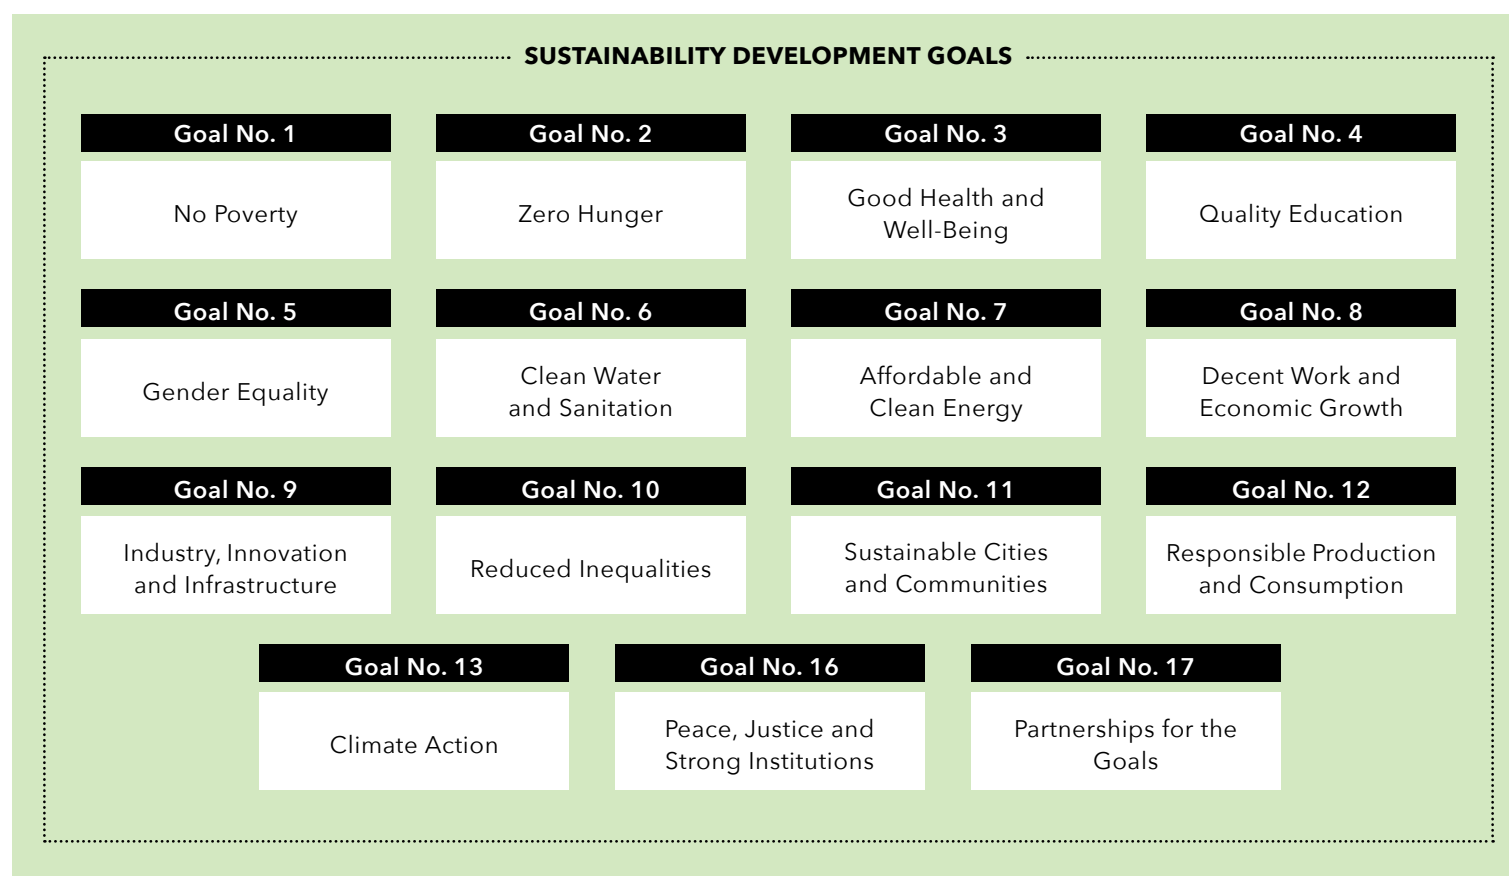 SUSTAINABILITY DEVELOPMENT GOALS
Goal No. 1
No Poverty
Goal No. 2
Zero Hunger
Goal No. 3
Good Health and
Well-Being
Goal No. 4
Quality Education
Goal No. 5
Gender Equality
Goal No. 6
Clean Water
and Sanitation
Goal No. 7
Affordable and
Clean Energy
Goal No. 8
Decent Work and
Economic Growth
Goal No. 9
Industry, Innovation
and Infrastructure
Goal No. 10
Reduced Inequalities
Goal No. 11
Sustainable Cities
and Communities
Goal No. 12
Responsible Production
and Consumption
Goal No. 13
Climate Action
Goal No. 16
Peace, Justice and
Strong Institutions
Goal No. 17
Partnerships for the
Goals